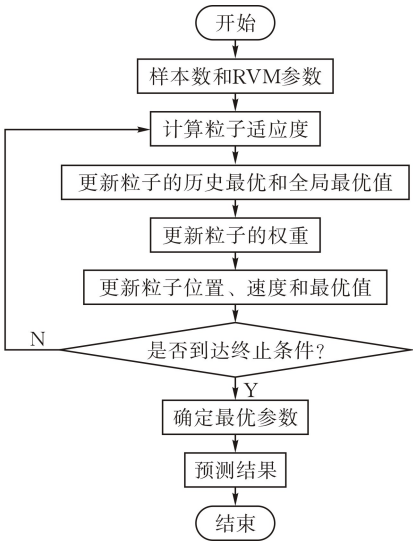 开始
样本数和RVM参数
计算粒子适应度
更新粒子的历史最优和全局最优值
更新粒子的权重
更新粒子位置、速度和最优值
是否到达终止条件?
N
Y
确定最优参数
预测结果
结束